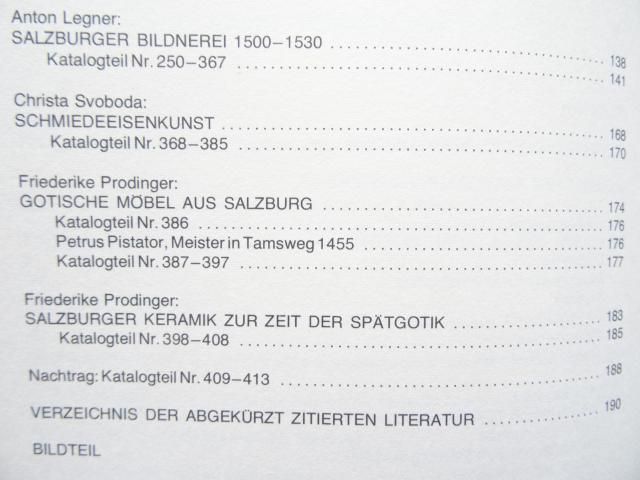 Anton Legner:
SALZBURGER BILDNEREI 1500–1530 ........ 138
Katalogteil Nr. 250–367 ........ 141
Christa Svoboda:
SCHMIEDEEISENKUNST ........ 168
Katalogteil Nr. 368–385 ........ 170
Friederike Prodinger:
GOTISCHE MÖBEL AUS SALZBURG ........ 174
Katalogteil Nr. 386 ........ 176
Petrus Pistator, Meister in Tamsweg 1455 ........ 176
Katalogteil Nr. 387–397 ........ 177
Friederike Prodinger:
SALZBURGER KERAMIK ZUR ZEIT DER SPÄTGOTIK ........ 183
Katalogteil Nr. 398–408 ........ 185
Nachtrag: Katalogteil Nr. 409–413 ........ 188
VERZEICHNIS DER ABGEKÜRZT ZITIERTEN LITERATUR ........ 190
BILDTEIL